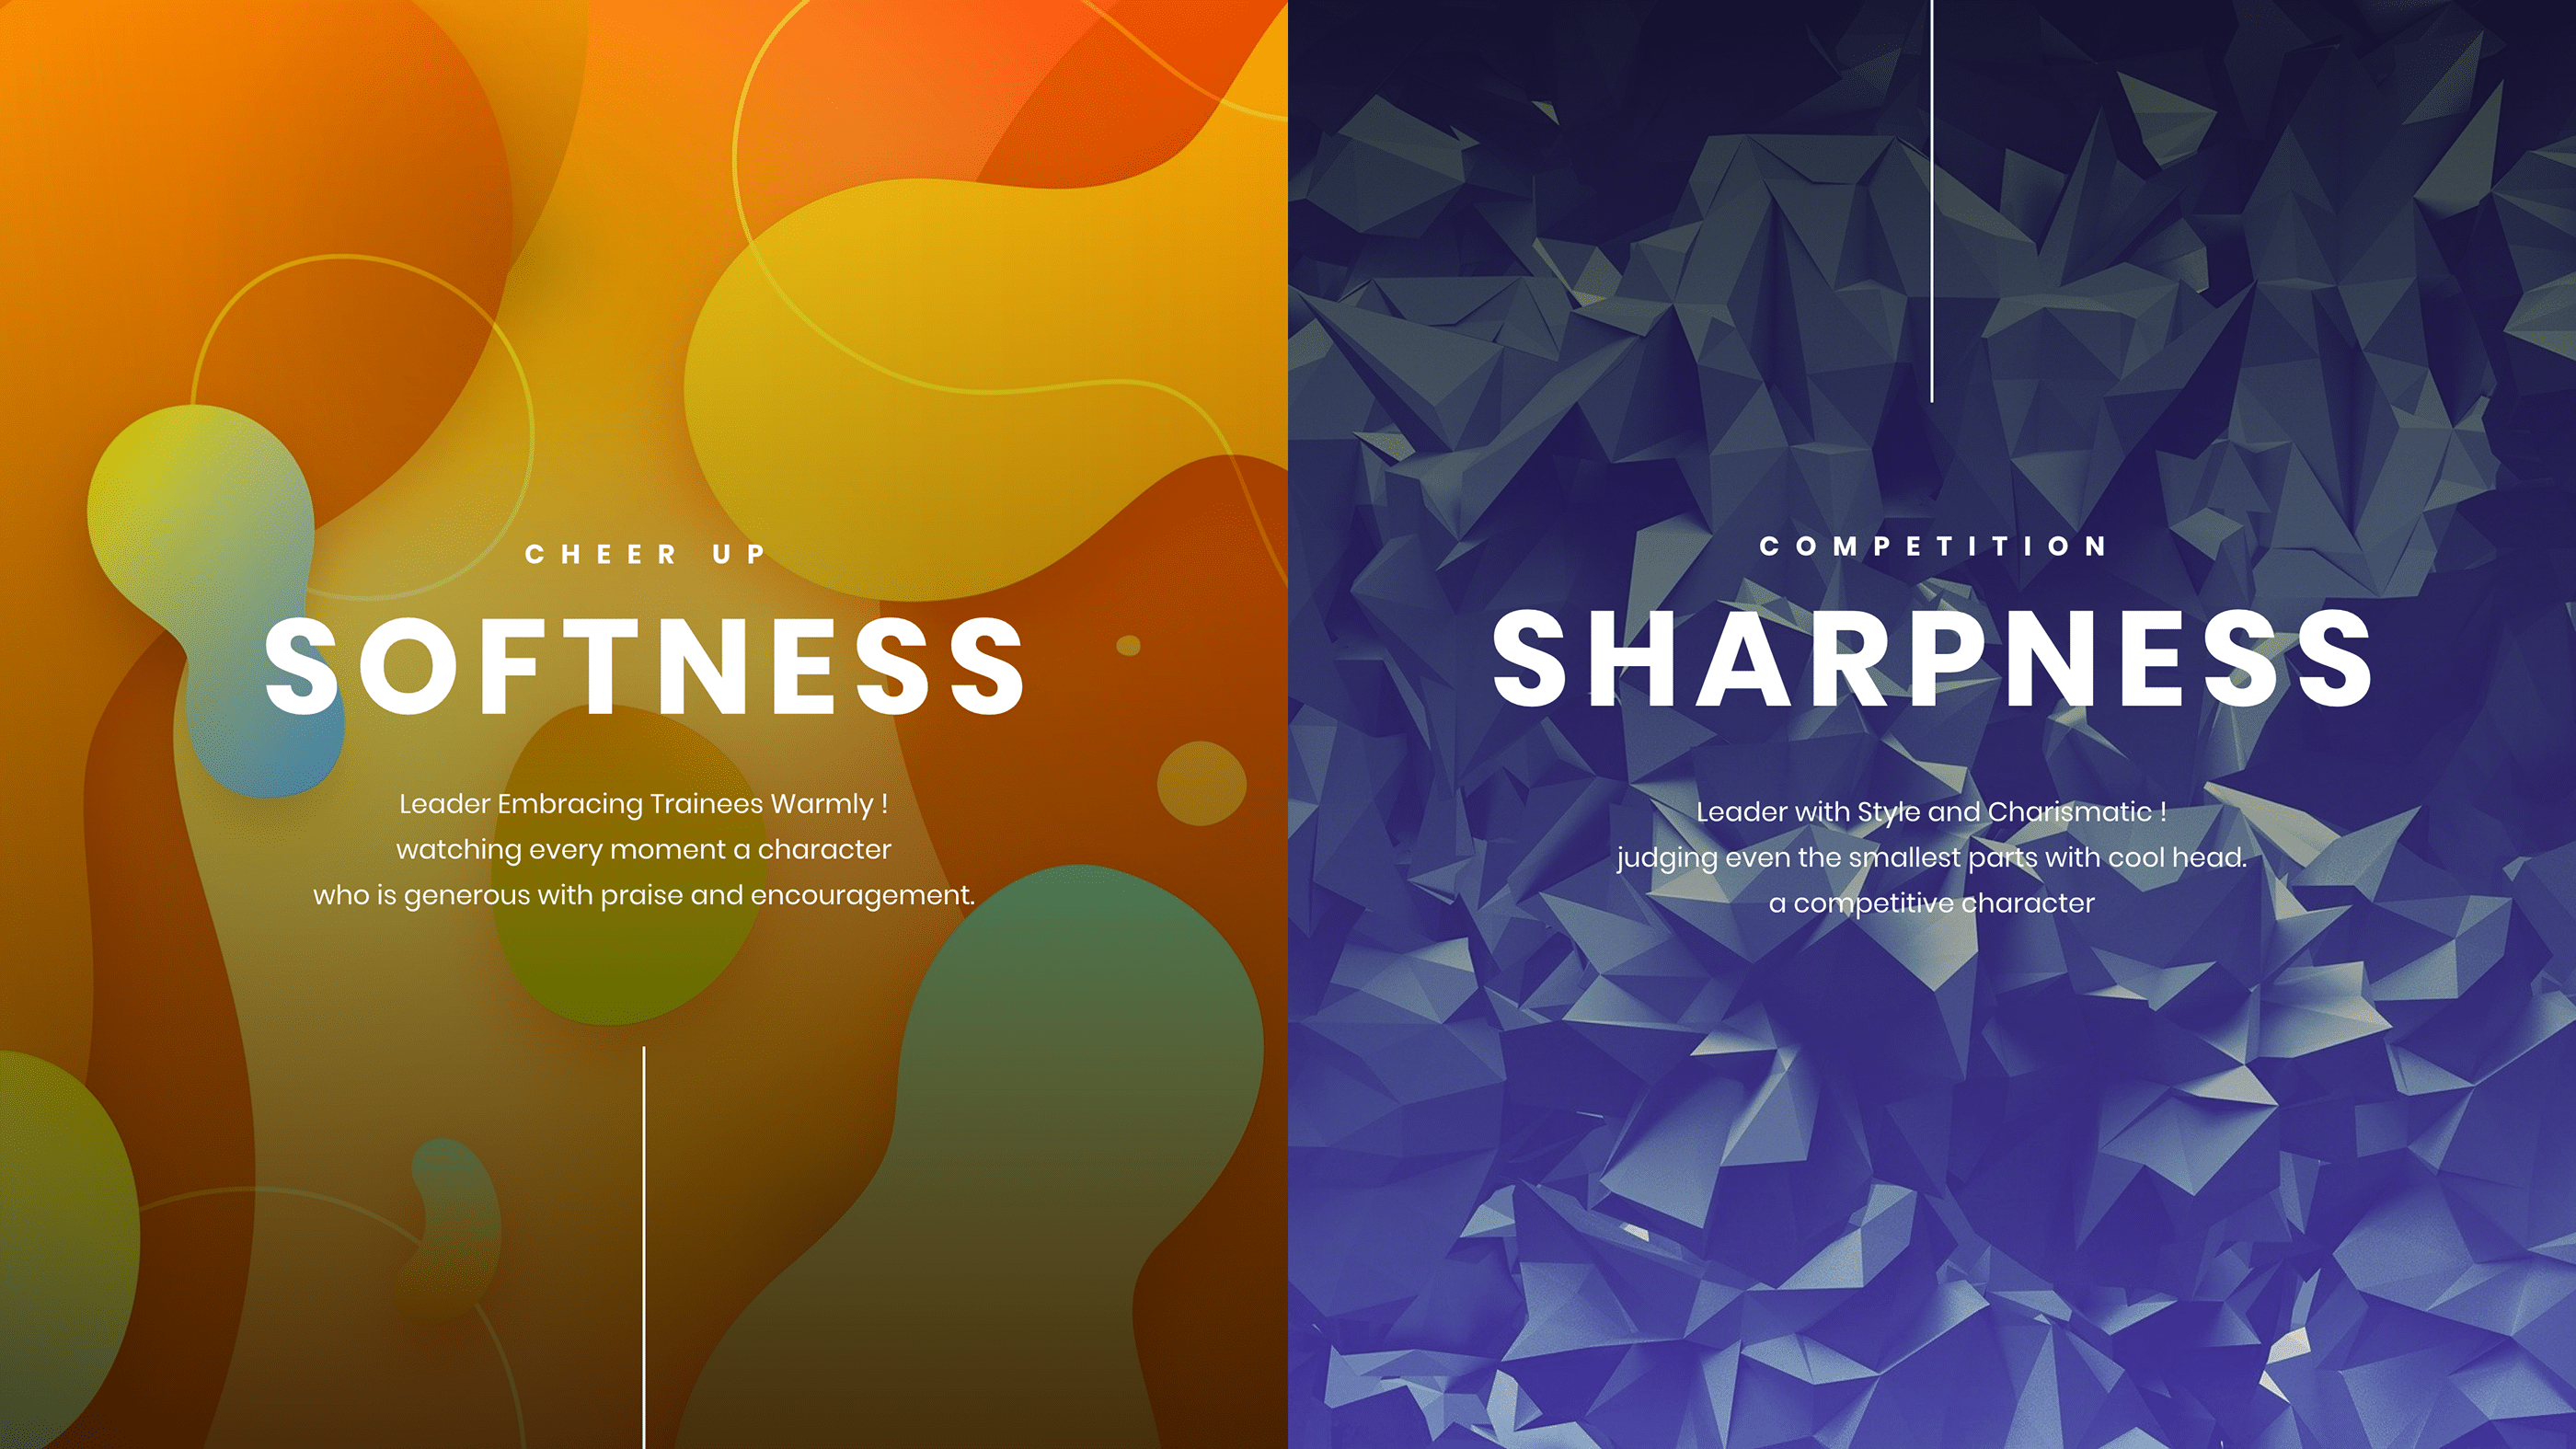 CHEER UP
SOFTNESS
Leader Embracing Trainees Warmly !
watching every moment a character
who is generous with praise and encouragement.
COMPETITION
SHARPNESS
Leader with Style and Charismatic !
judging even the smallest parts with cool head.
a competitive character